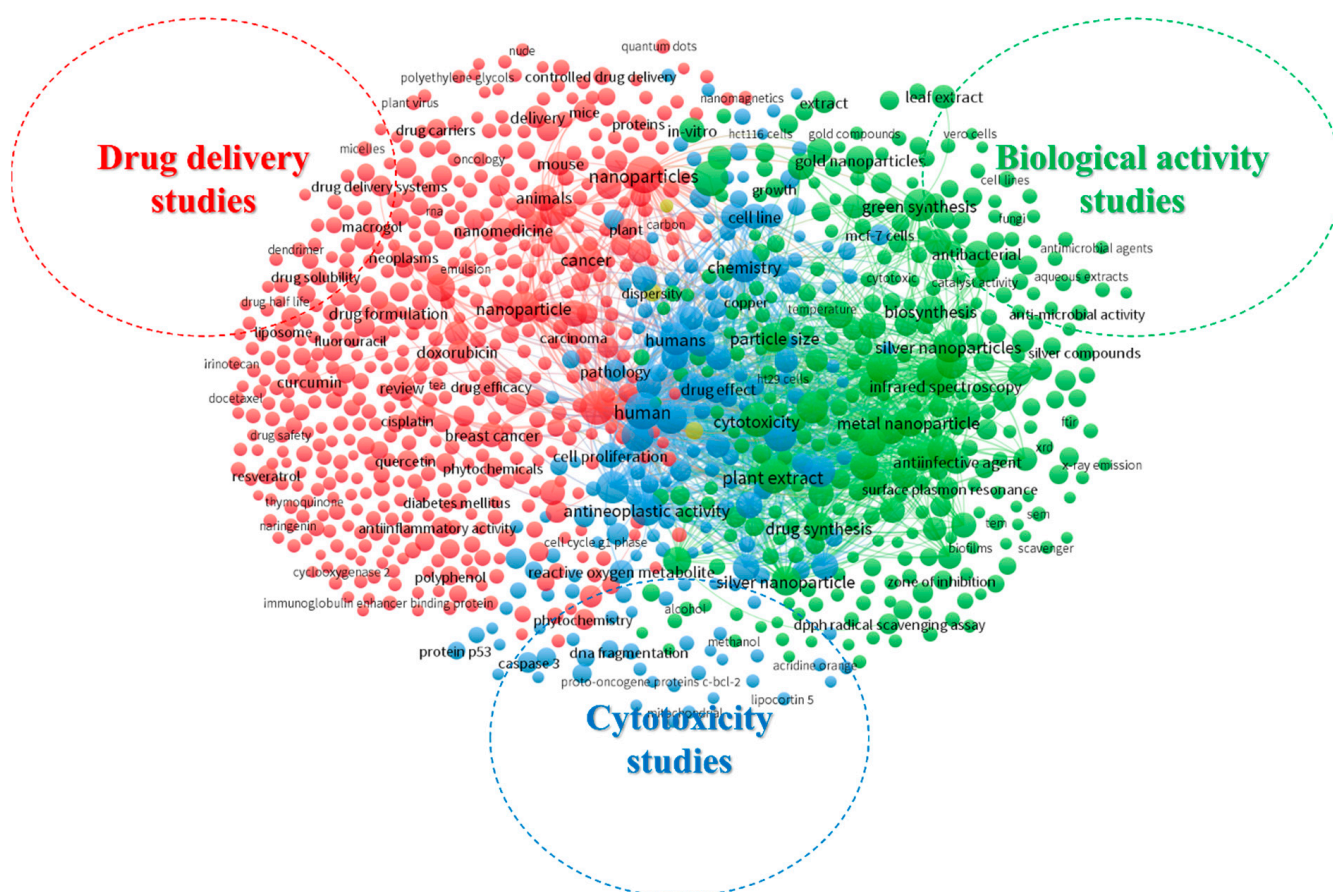 nude
quantum dots
polyethylene glycols
controlled drug delivery
nanomagnetics
leaf extract
plant virus
extract
delivery
mice
drug carriers
proteins
in-vitro
hct116 cells
gold compounds
vero cells
micelles
oncology
mouse
gold nanoparticles
Drug delivery
studies
Biological activity
studies
nanoparticles
drug delivery systems
animals
growth
cell lines
rna
green synthesis
macrogol
nanomedicine
plant
carbon
cell line
fungi
mcf-7 cells
dendrimer
neoplasms
cancer
antibacterial
antimicrobial agents
drug solubility
emulsion
chemistry
cytotoxic
catalyst activity
aqueous extracts
drug half life
dispersity
copper
temperature
liposome
drug formulation
nanoparticle
biosynthesis
anti-microbial activity
fluorouracil
carcinoma
humans
particle size
silver nanoparticles
silver compounds
irinotecan
doxorubicin
curcumin
review
tea
drug efficacy
pathology
drug effect
ht29 cells
infrared spectroscopy
docetaxel
cisplatin
human
cytotoxicity
metal nanoparticle
ftir
drug safety
breast cancer
xrd
resveratrol
quercetin
phytochemicals
cell proliferation
plant extract
antiinfective agent
x-ray emission
thymoquinone
diabetes mellitus
antineoplastic activity
surface plasmon resonance
naringenin
antiinflammatory activity
drug synthesis
tem
sem
cell cycle g1 phase
biofilms
scavenger
cyclooxygenase 2
polyphenol
reactive oxygen metabolite
silver nanoparticle
zone of inhibition
immunoglobulin enhancer binding protein
alcohol
phytochemistry
dpph radical scavenging assay
protein p53
caspase 3
dna fragmentation
methanol
acridine orange
proto-oncogene proteins c-bcl-2
lipocortin 5
mitochondrial
Cytotoxicity
studies